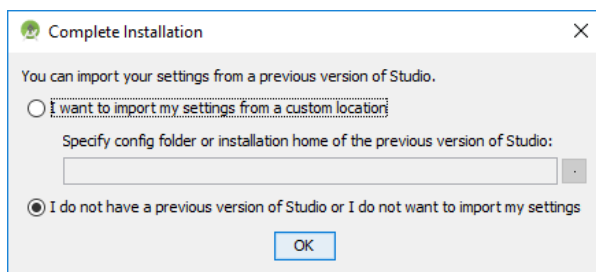 Complete Installation
You can import your settings from a previous version of Studio.
I want to import my settings from a custom location
Specify config folder or installation home of the previous version of Studio:
.
I do not have a previous version of Studio or I do not want to import my settings
OK